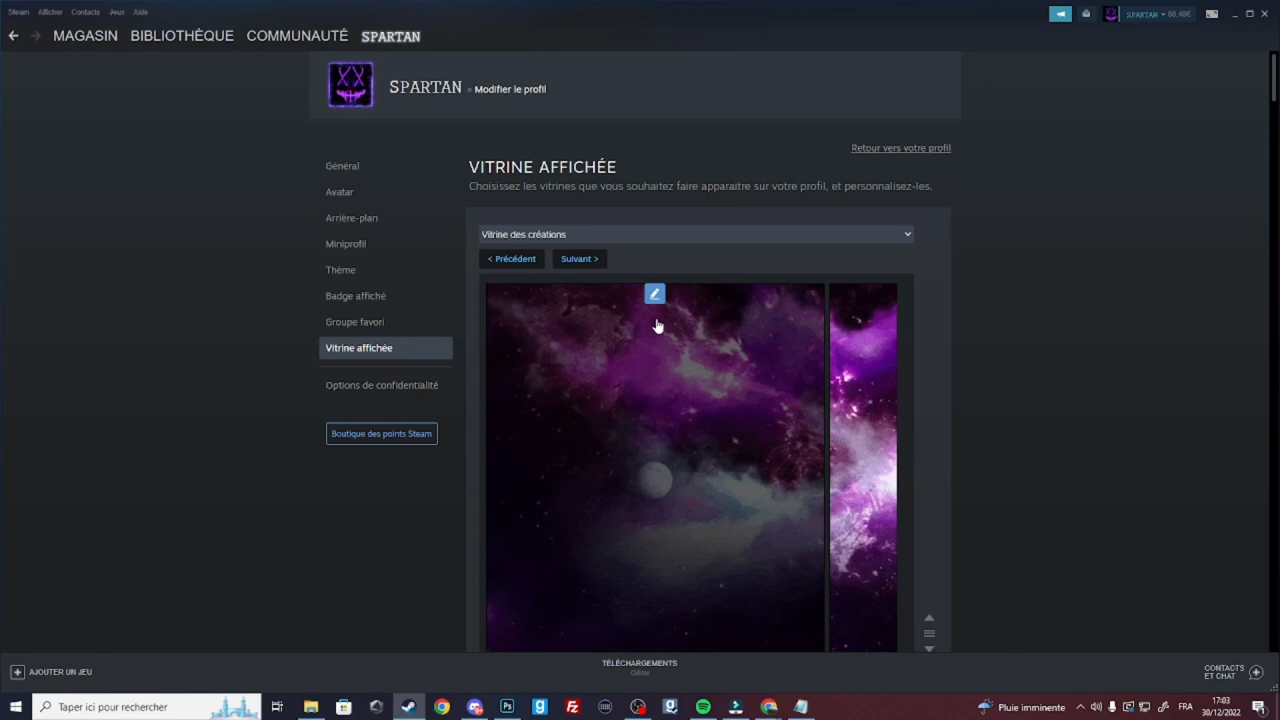 Steam Afficher Contacts Jeux Aide
SPARTAN 60,48€
MAGASIN BIBLIOTHÈQUE COMMUNAUTÉ SPARTAN
SPARTAN » Modifier le profil
Retour vers votre profil
Général
Avatar
Arrière-plan
Miniprofil
Thème
Badge affiché
Groupe favori
Vitrine affichée
Options de confidentialité
Boutique des points Steam
VITRINE AFFICHÉE
Choisissez les vitrines que vous souhaitez faire apparaitre sur votre profil, et personnalisez-les.
Vitrine des créations
< Précédent Suivant >
AJOUTER UN JEU
TÉLÉCHARGEMENTS
Gérer
CONTACTS
ET CHAT
Taper ici pour rechercher
Pluie imminente
FRA
17:03
30/12/2022